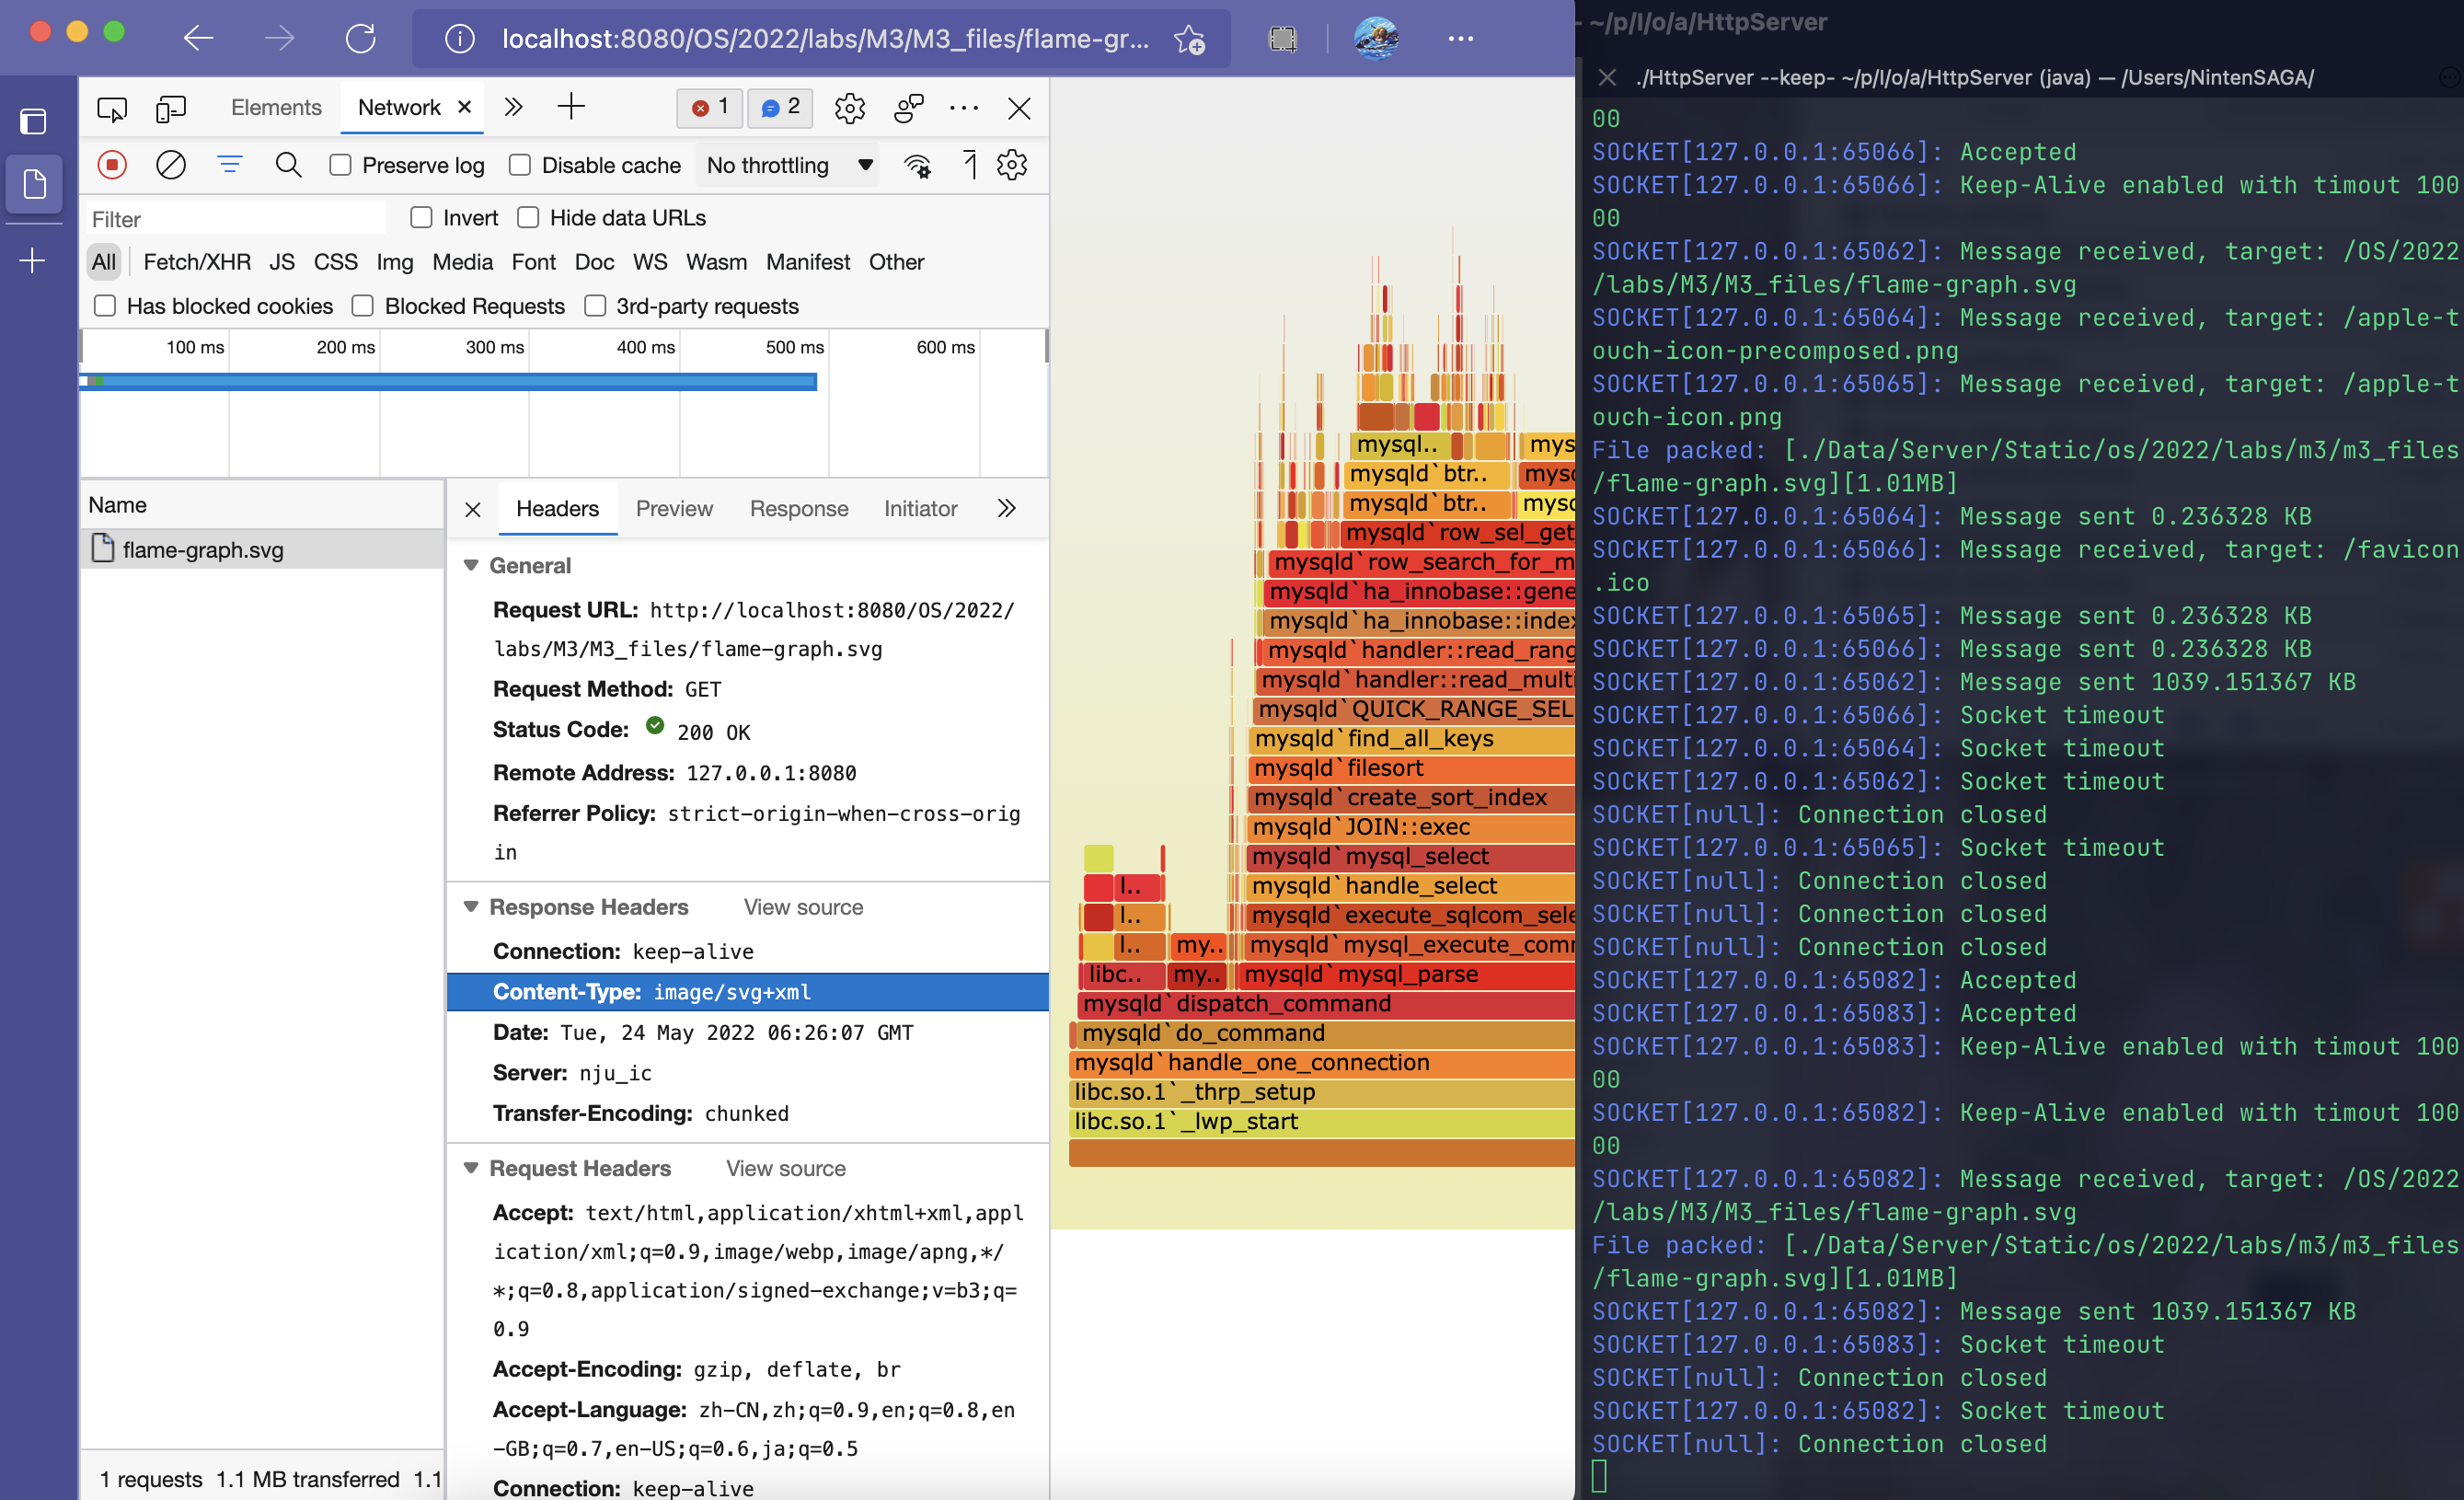 localhost:8080/OS/2022/labs/M3/M3_files/flame-gr...
Elements
Network
1
2
Preserve log
Disable cache
No throttling
Filter
Invert
Hide data URLs
All
Fetch/XHR
JS
CSS
Img
Media
Font
Doc
WS
Wasm
Manifest
Other
Has blocked cookies
Blocked Requests
3rd-party requests
100 ms
200 ms
300 ms
400 ms
500 ms
600 ms
Name
flame-graph.svg
1 requests 1.1 MB transferred 1.1
Headers
Preview
Response
Initiator
General
Request URL: http://localhost:8080/OS/2022/
labs/M3/M3_files/flame-graph.svg
Request Method: GET
Status Code: 200 OK
Remote Address: 127.0.0.1:8080
Referrer Policy: strict-origin-when-cross-orig
in
Response Headers View source
Connection: keep-alive
Content-Type: image/svg+xml
Date: Tue, 24 May 2022 06:26:07 GMT
Server: nju_ic
Transfer-Encoding: chunked
Request Headers View source
Accept: text/html,application/xhtml+xml,appl
ication/xml;q=0.9,image/webp,image/apng,*/
*;q=0.8,application/signed-exchange;v=b3;q=
0.9
Accept-Encoding: gzip, deflate, br
Accept-Language: zh-CN,zh;q=0.9,en;q=0.8,en
-GB;q=0.7,en-US;q=0.6,ja;q=0.5
Connection: keep-alive
mysql.. mys
mysqld`btr.. mysc
mysqld`btr.. mysc
mysqld`row_sel_get
mysqld`row_search_for_m
mysqld`ha_innobase::gene
mysqld`ha_innobase::index
mysqld`handler::read_rang
mysqld`handler::read_multi
mysqld`QUICK_RANGE_SEL
mysqld`find_all_keys
mysqld`filesort
mysqld`create_sort_index
mysqld`JOIN::exec
mysqld`mysql_select
l.. mysqld`handle_select
l.. mysqld`execute_sqlcom_sele
l.. my.. mysqld`mysql_execute_comm
libc.. my.. mysqld`mysql_parse
mysqld`dispatch_command
mysqld`do_command
mysqld`handle_one_connection
libc.so.1`_thrp_setup
libc.so.1`_lwp_start
~/p/l/o/a/HttpServer
./HttpServer --keep- ~/p/l/o/a/HttpServer (java) — /Users/NintenSAGA/
00
SOCKET[127.0.0.1:65066]: Accepted
SOCKET[127.0.0.1:65066]: Keep-Alive enabled with timout 100
00
SOCKET[127.0.0.1:65062]: Message received, target: /OS/2022
/labs/M3/M3_files/flame-graph.svg
SOCKET[127.0.0.1:65064]: Message received, target: /apple-t
ouch-icon-precomposed.png
SOCKET[127.0.0.1:65065]: Message received, target: /apple-t
ouch-icon.png
File packed: [./Data/Server/Static/os/2022/labs/m3/m3_files
/flame-graph.svg][1.01MB]
SOCKET[127.0.0.1:65064]: Message sent 0.236328 KB
SOCKET[127.0.0.1:65066]: Message received, target: /favicon
.ico
SOCKET[127.0.0.1:65065]: Message sent 0.236328 KB
SOCKET[127.0.0.1:65066]: Message sent 0.236328 KB
SOCKET[127.0.0.1:65062]: Message sent 1039.151367 KB
SOCKET[127.0.0.1:65066]: Socket timeout
SOCKET[127.0.0.1:65064]: Socket timeout
SOCKET[127.0.0.1:65062]: Socket timeout
SOCKET[null]: Connection closed
SOCKET[127.0.0.1:65065]: Socket timeout
SOCKET[null]: Connection closed
SOCKET[null]: Connection closed
SOCKET[null]: Connection closed
SOCKET[127.0.0.1:65082]: Accepted
SOCKET[127.0.0.1:65083]: Accepted
SOCKET[127.0.0.1:65083]: Keep-Alive enabled with timout 100
00
SOCKET[127.0.0.1:65082]: Keep-Alive enabled with timout 100
00
SOCKET[127.0.0.1:65082]: Message received, target: /OS/2022
/labs/M3/M3_files/flame-graph.svg
File packed: [./Data/Server/Static/os/2022/labs/m3/m3_files
/flame-graph.svg][1.01MB]
SOCKET[127.0.0.1:65082]: Message sent 1039.151367 KB
SOCKET[127.0.0.1:65083]: Socket timeout
SOCKET[null]: Connection closed
SOCKET[127.0.0.1:65082]: Socket timeout
SOCKET[null]: Connection closed